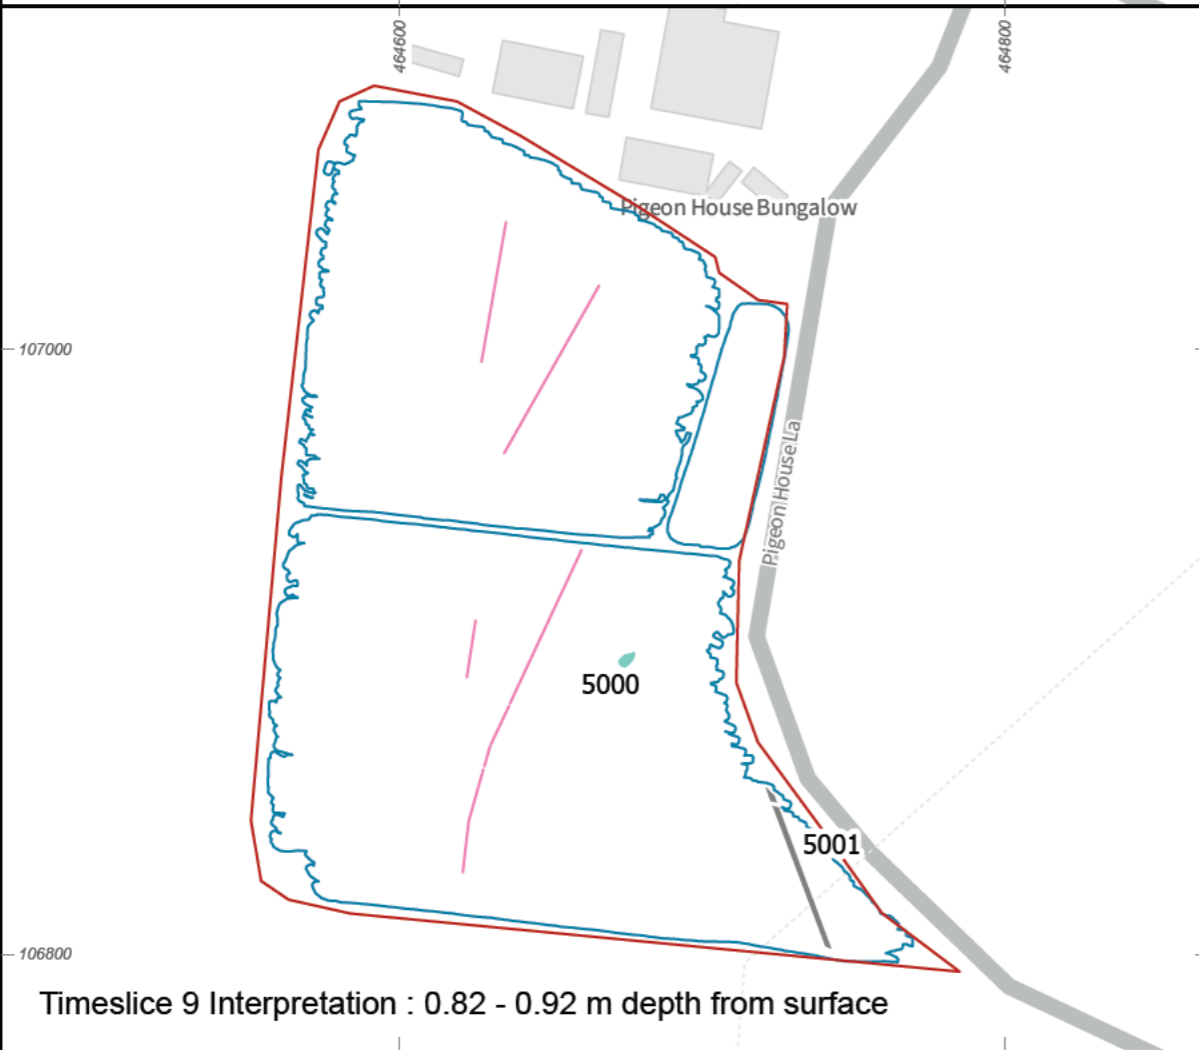 464600
464800
Pigeon House Bungalow
107000
Pigeon House La
5000
5001
106800
Timeslice 9 Interpretation : 0.82 - 0.92 m depth from surface